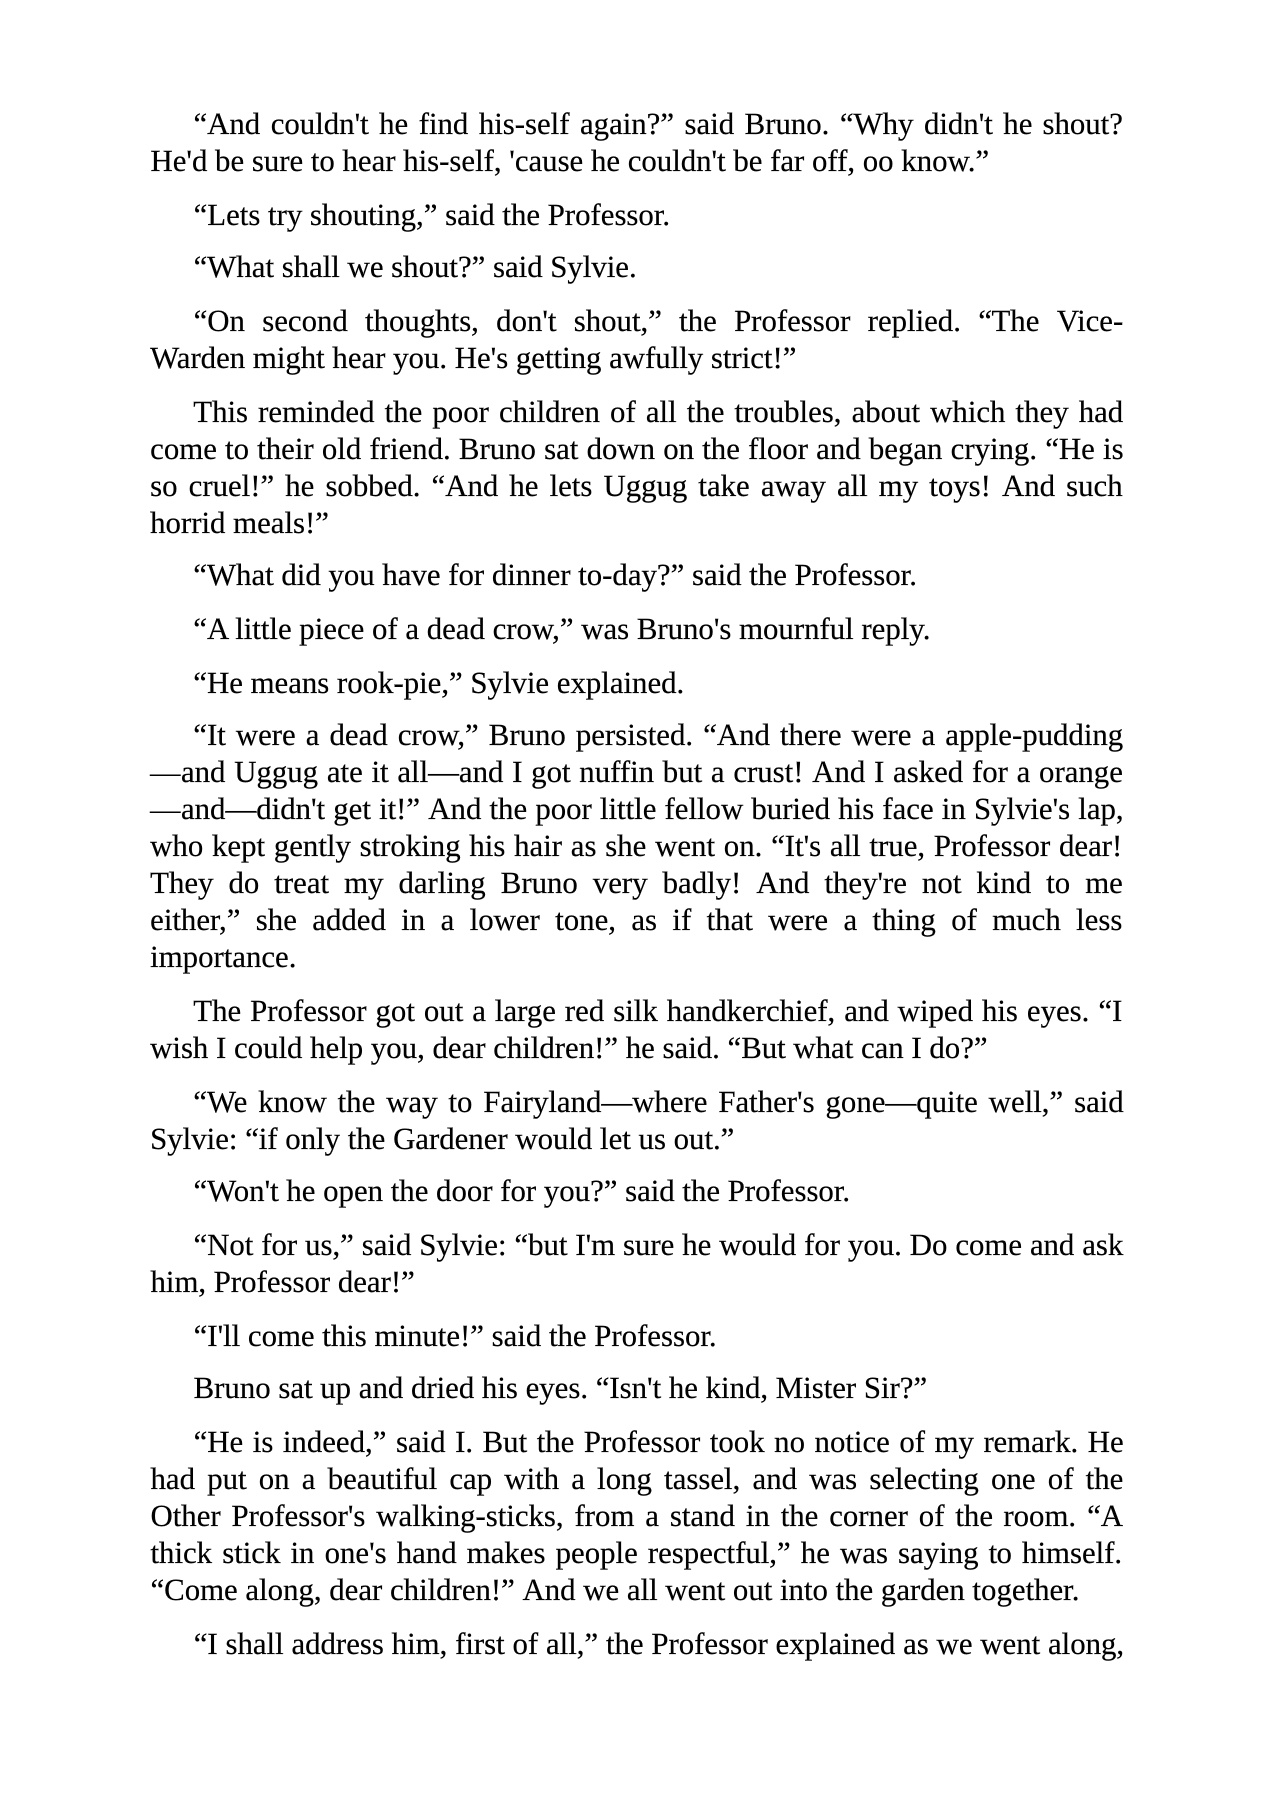 “And couldn't he find his-self again?” said Bruno. “Why didn't he shout?
He'd be sure to hear his-self, 'cause he couldn't be far off, oo know.”
“Lets try shouting,” said the Professor.
“What shall we shout?” said Sylvie.
“On second thoughts, don't shout,” the Professor replied. “The Vice-
Warden might hear you. He's getting awfully strict!”
This reminded the poor children of all the troubles, about which they had
come to their old friend. Bruno sat down on the floor and began crying. “He is
so cruel!” he sobbed. “And he lets Uggug take away all my toys! And such
horrid meals!”
“What did you have for dinner to-day?” said the Professor.
“A little piece of a dead crow,” was Bruno's mournful reply.
“He means rook-pie,” Sylvie explained.
“It were a dead crow,” Bruno persisted. “And there were a apple-pudding
—and Uggug ate it all—and I got nuffin but a crust! And I asked for a orange
—and—didn't get it!” And the poor little fellow buried his face in Sylvie's lap,
who kept gently stroking his hair as she went on. “It's all true, Professor dear!
They do treat my darling Bruno very badly! And they're not kind to me
either,” she added in a lower tone, as if that were a thing of much less
importance.
The Professor got out a large red silk handkerchief, and wiped his eyes. “I
wish I could help you, dear children!” he said. “But what can I do?”
“We know the way to Fairyland—where Father's gone—quite well,” said
Sylvie: “if only the Gardener would let us out.”
“Won't he open the door for you?” said the Professor.
“Not for us,” said Sylvie: “but I'm sure he would for you. Do come and ask
him, Professor dear!”
“I'll come this minute!” said the Professor.
Bruno sat up and dried his eyes. “Isn't he kind, Mister Sir?”
“He is indeed,” said I. But the Professor took no notice of my remark. He
had put on a beautiful cap with a long tassel, and was selecting one of the
Other Professor's walking-sticks, from a stand in the corner of the room. “A
thick stick in one's hand makes people respectful,” he was saying to himself.
“Come along, dear children!” And we all went out into the garden together.
“I shall address him, first of all,” the Professor explained as we went along,